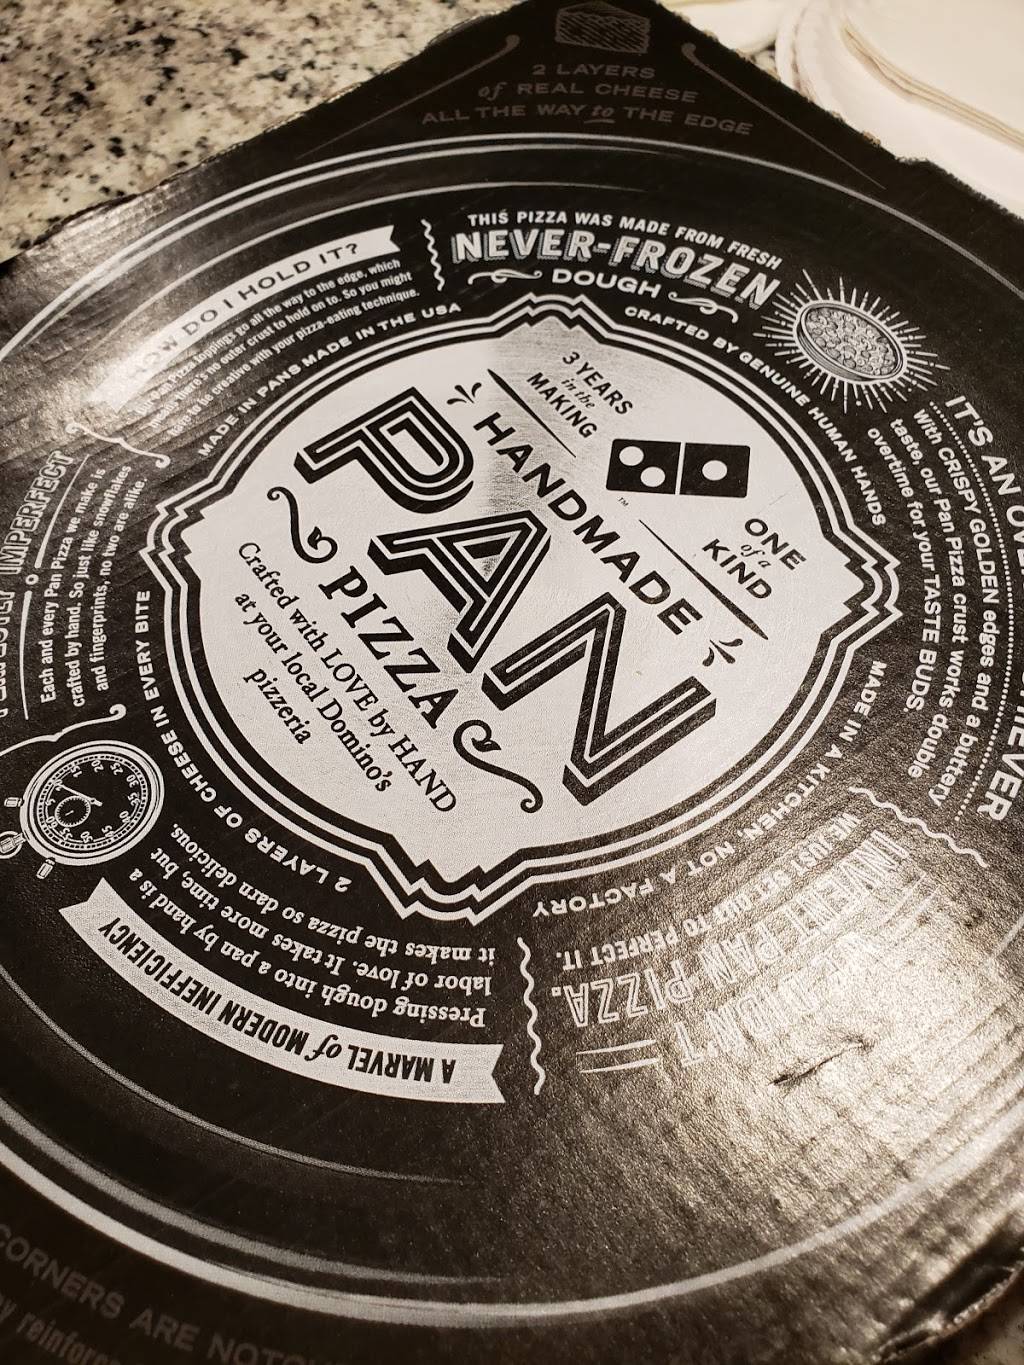 2 LAYERS
of REAL CHEESE
ALL THE WAY to THE EDGE
THIS PIZZA WAS MADE FROM FRESH
NEVER-FROZEN
DOUGH
HOW DO I HOLD IT?
Pizza toppings go all the way to the edge, which
there's no outer crust to hold on to. So you might
to be creative with your pizza-eating technique.
MADE IN PANS MADE IN THE USA
CRAFTED BY GENUINE HUMAN HANDS
MADE IN A KITCHEN, NOT A FACTORY
2 LAYERS OF CHEESE IN EVERY BITE
3 YEARS
in the
MAKING
HANDMADE
PAN
PIZZA
™
ONE
of a
KIND
Crafted with LOVE by HAND
at your local Domino's
pizzeria
IT'S AN
With CRISPY GOLDEN edges and a buttery
taste, our Pan Pizza crust works double
overtime for your TASTE BUDS.
WE DIDN'T
INVENT PAN PIZZA.
WE JUST SET OUT TO PERFECT IT.
A MARVEL of MODERN INEFFICIENCY
Pressing dough into a pan by hand is a
labor of love. It takes more time, but
it makes the pizza so darn delicious.
IMPERFECT
Each and every Pan Pizza we make is
crafted by hand. So just like snowflakes
and fingerprints, no two are alike.
CORNERS ARE